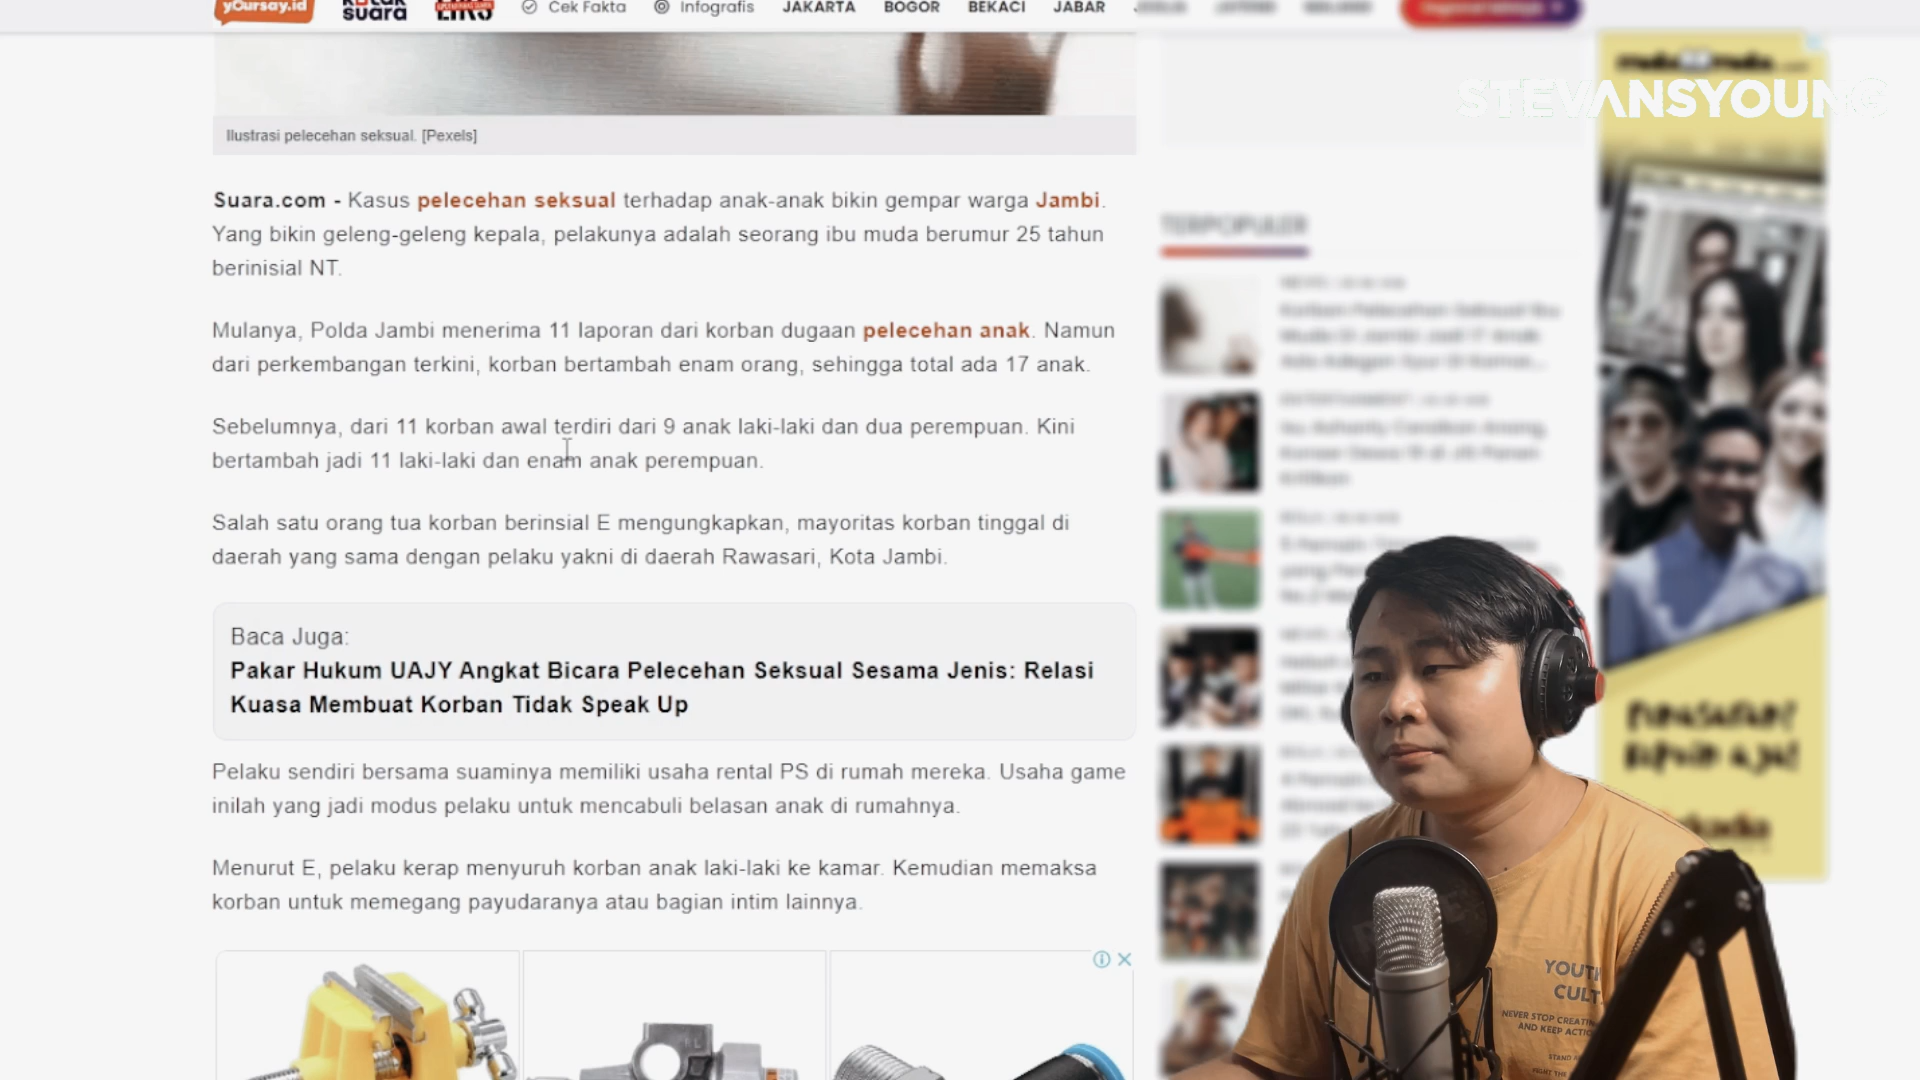 yoursay.id
suara
Cek Fakta
Infografis
JAKARTA
BOGOR
BEKACI
JABAR
STEVANSYOUNG
Ilustrasi pelecehan seksual. [Pexels]
Suara.com - Kasus pelecehan seksual terhadap anak-anak bikin gempar warga Jambi.
Yang bikin geleng-geleng kepala, pelakunya adalah seorang ibu muda berumur 25 tahun
berinisial NT.
Mulanya, Polda Jambi menerima 11 laporan dari korban dugaan pelecehan anak. Namun
dari perkembangan terkini, korban bertambah enam orang, sehingga total ada 17 anak.
Sebelumnya, dari 11 korban awal terdiri dari 9 anak laki-laki dan dua perempuan. Kini
bertambah jadi 11 laki-laki dan enam anak perempuan.
Salah satu orang tua korban berinsial E mengungkapkan, mayoritas korban tinggal di
daerah yang sama dengan pelaku yakni di daerah Rawasari, Kota Jambi.
Baca Juga:
Pakar Hukum UAJY Angkat Bicara Pelecehan Seksual Sesama Jenis: Relasi
Kuasa Membuat Korban Tidak Speak Up
Pelaku sendiri bersama suaminya memiliki usaha rental PS di rumah mereka. Usaha game
inilah yang jadi modus pelaku untuk mencabuli belasan anak di rumahnya.
Menurut E, pelaku kerap menyuruh korban anak laki-laki ke kamar. Kemudian memaksa
korban untuk memegang payudaranya atau bagian intim lainnya.
TERPOPULER
YOUTH
CULT
NEVER STOP CREATIN
AND KEEP ACTIO